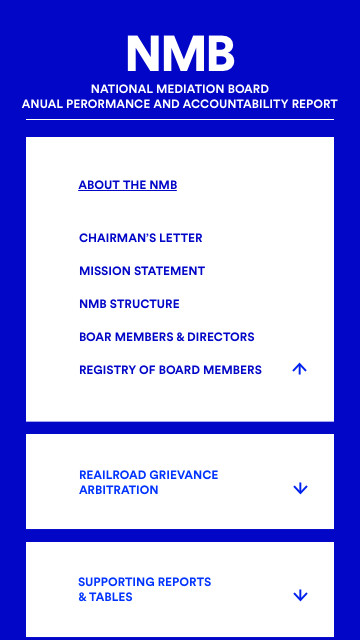 NMB
NATIONAL MEDIATION BOARD
ANUAL PERORMANCE AND ACCOUNTABILITY REPORT
ABOUT THE NMB
CHAIRMAN'S LETTER
MISSION STATEMENT
NMB STRUCTURE
BOAR MEMBERS & DIRECTORS
REGISTRY OF BOARD MEMBERS
REAILROAD GRIEVANCE
ARBITRATION
SUPPORTING REPORTS
& TABLES